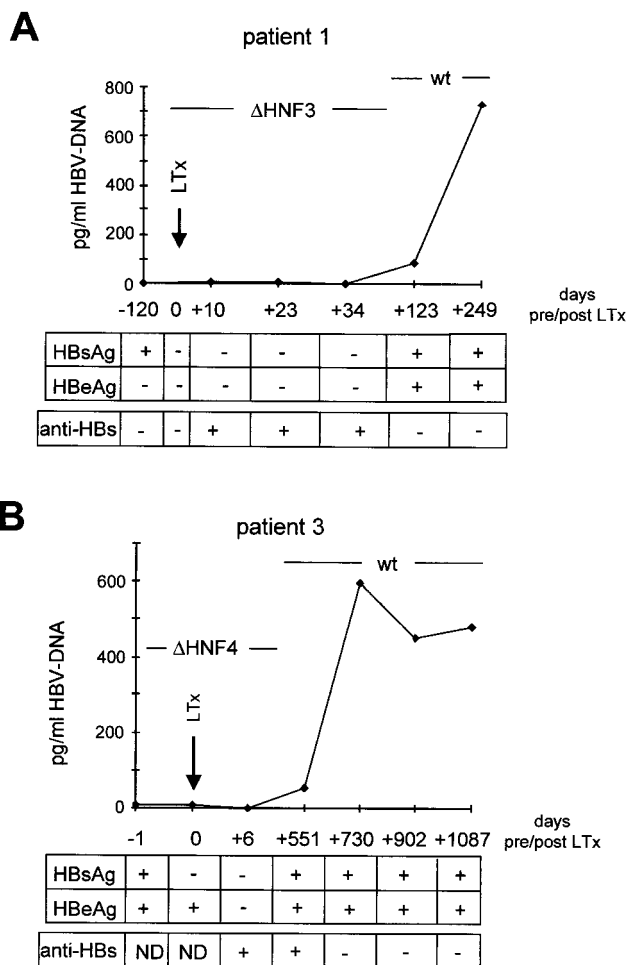 A
patient 1
wt
ΔHNF3
pg/ml HBV-DNA
800
600
400
200
0
LTx
-120 0 +10 +23 +34 +123 +249
days
pre/post LTx
HBsAg + - - - - + +
HBeAg - - - - - + +
anti-HBs - - + + + - -
B
patient 3
wt
ΔHNF4
pg/ml HBV-DNA
600
400
200
0
LTx
-1 0 +6 +551 +730 +902 +1087
days
pre/post LTx
HBsAg + - - + + + +
HBeAg + + - + + + +
anti-HBs ND ND + + - - -